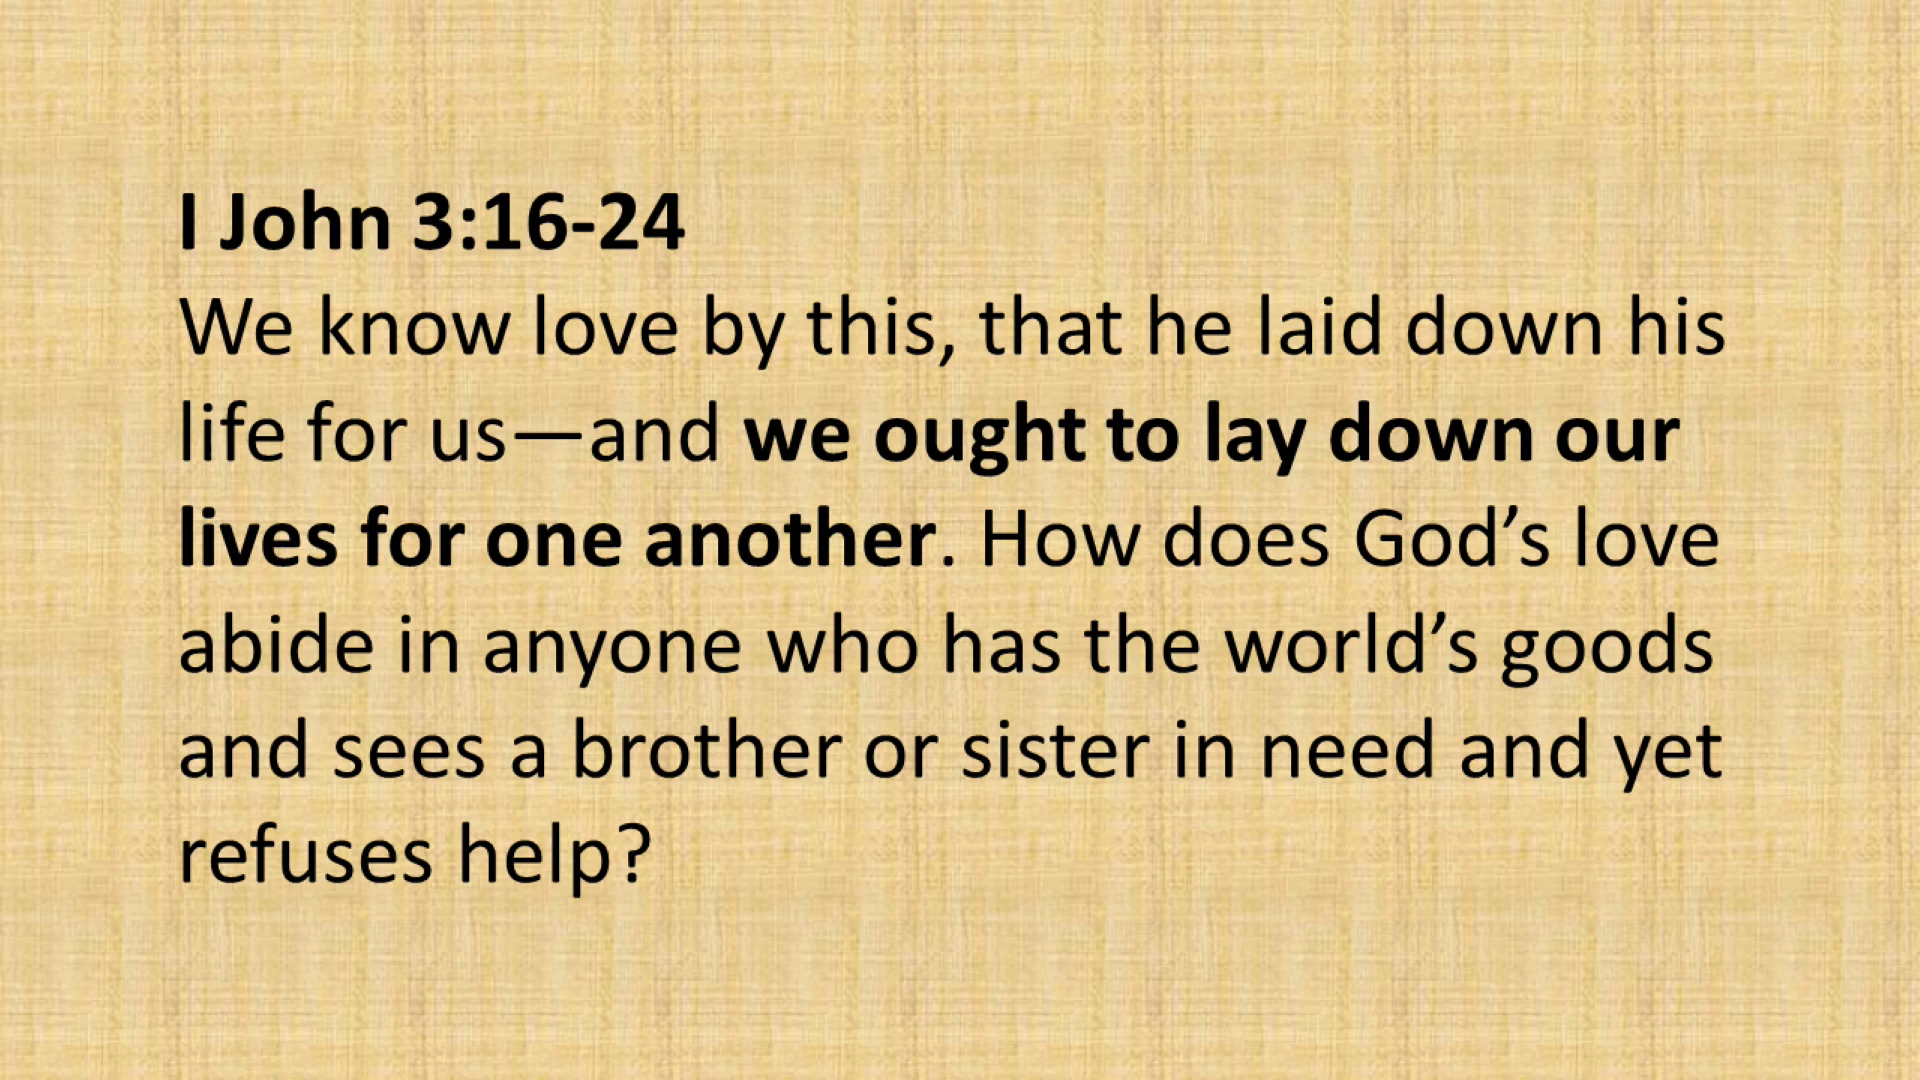 I John 3:16-24
We know love by this, that he laid down his
life for us—and we ought to lay down our
lives for one another. How does God’s love
abide in anyone who has the world’s goods
and sees a brother or sister in need and yet
refuses help?